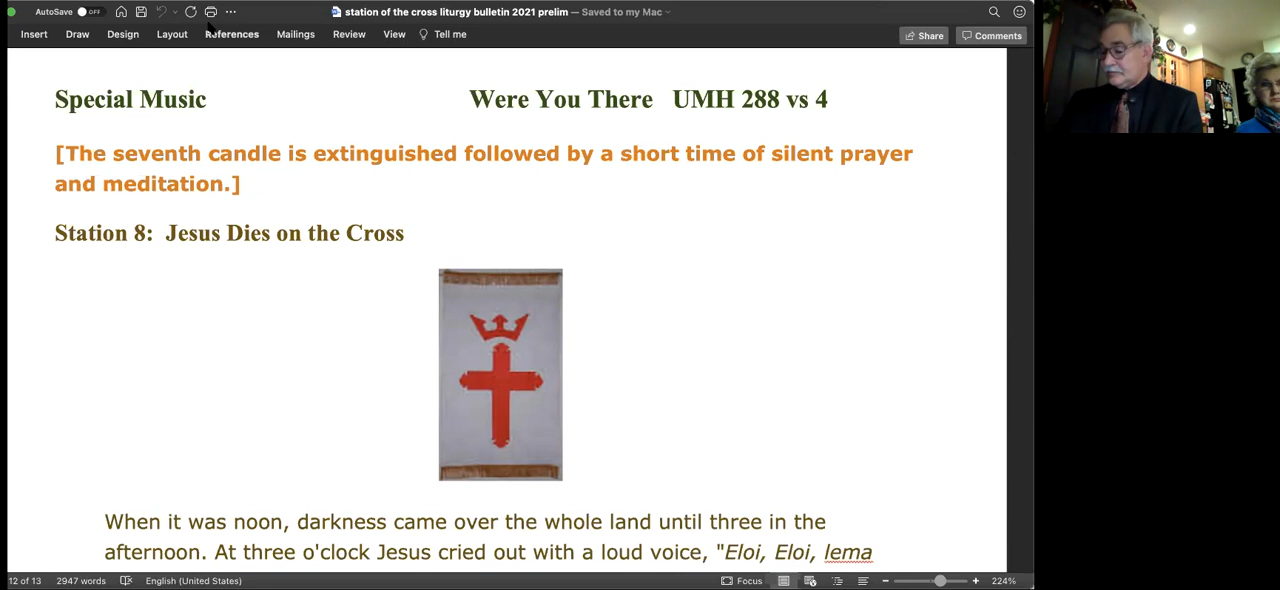 AutoSave OFF
station of the cross liturgy bulletin 2021 prelim — Saved to my Mac
Insert Draw Design Layout References Mailings Review View Tell me Share Comments
Special Music Were You There UMH 288 vs 4
[The seventh candle is extinguished followed by a short time of silent prayer
and meditation.]
Station 8: Jesus Dies on the Cross
When it was noon, darkness came over the whole land until three in the
afternoon. At three o'clock Jesus cried out with a loud voice, "Eloi, Eloi, lema
12 of 13 2947 words English (United States) Focus 224%